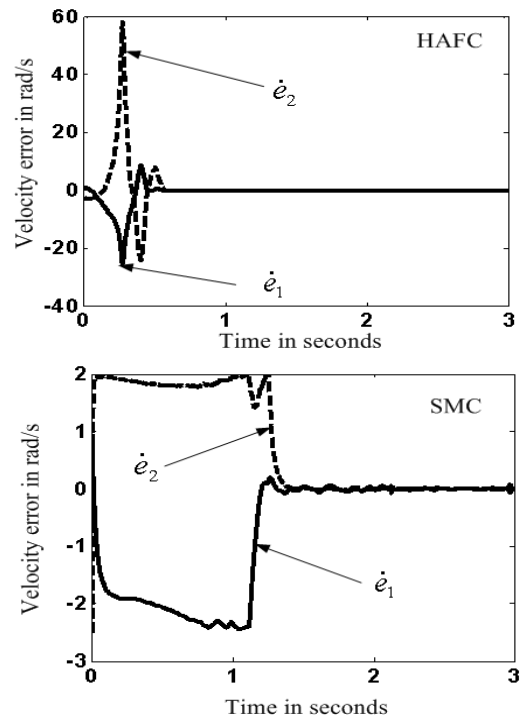 60
HAFC
40
ė₂
20
0
-20
ė₁
-40
0 1 2 3
Velocity error in rad/s
Time in seconds
2
SMC
1
ė₂
0
-1
ė₁
-2
-3
0 1 2 3
Velocity error in rad/s
Time in seconds